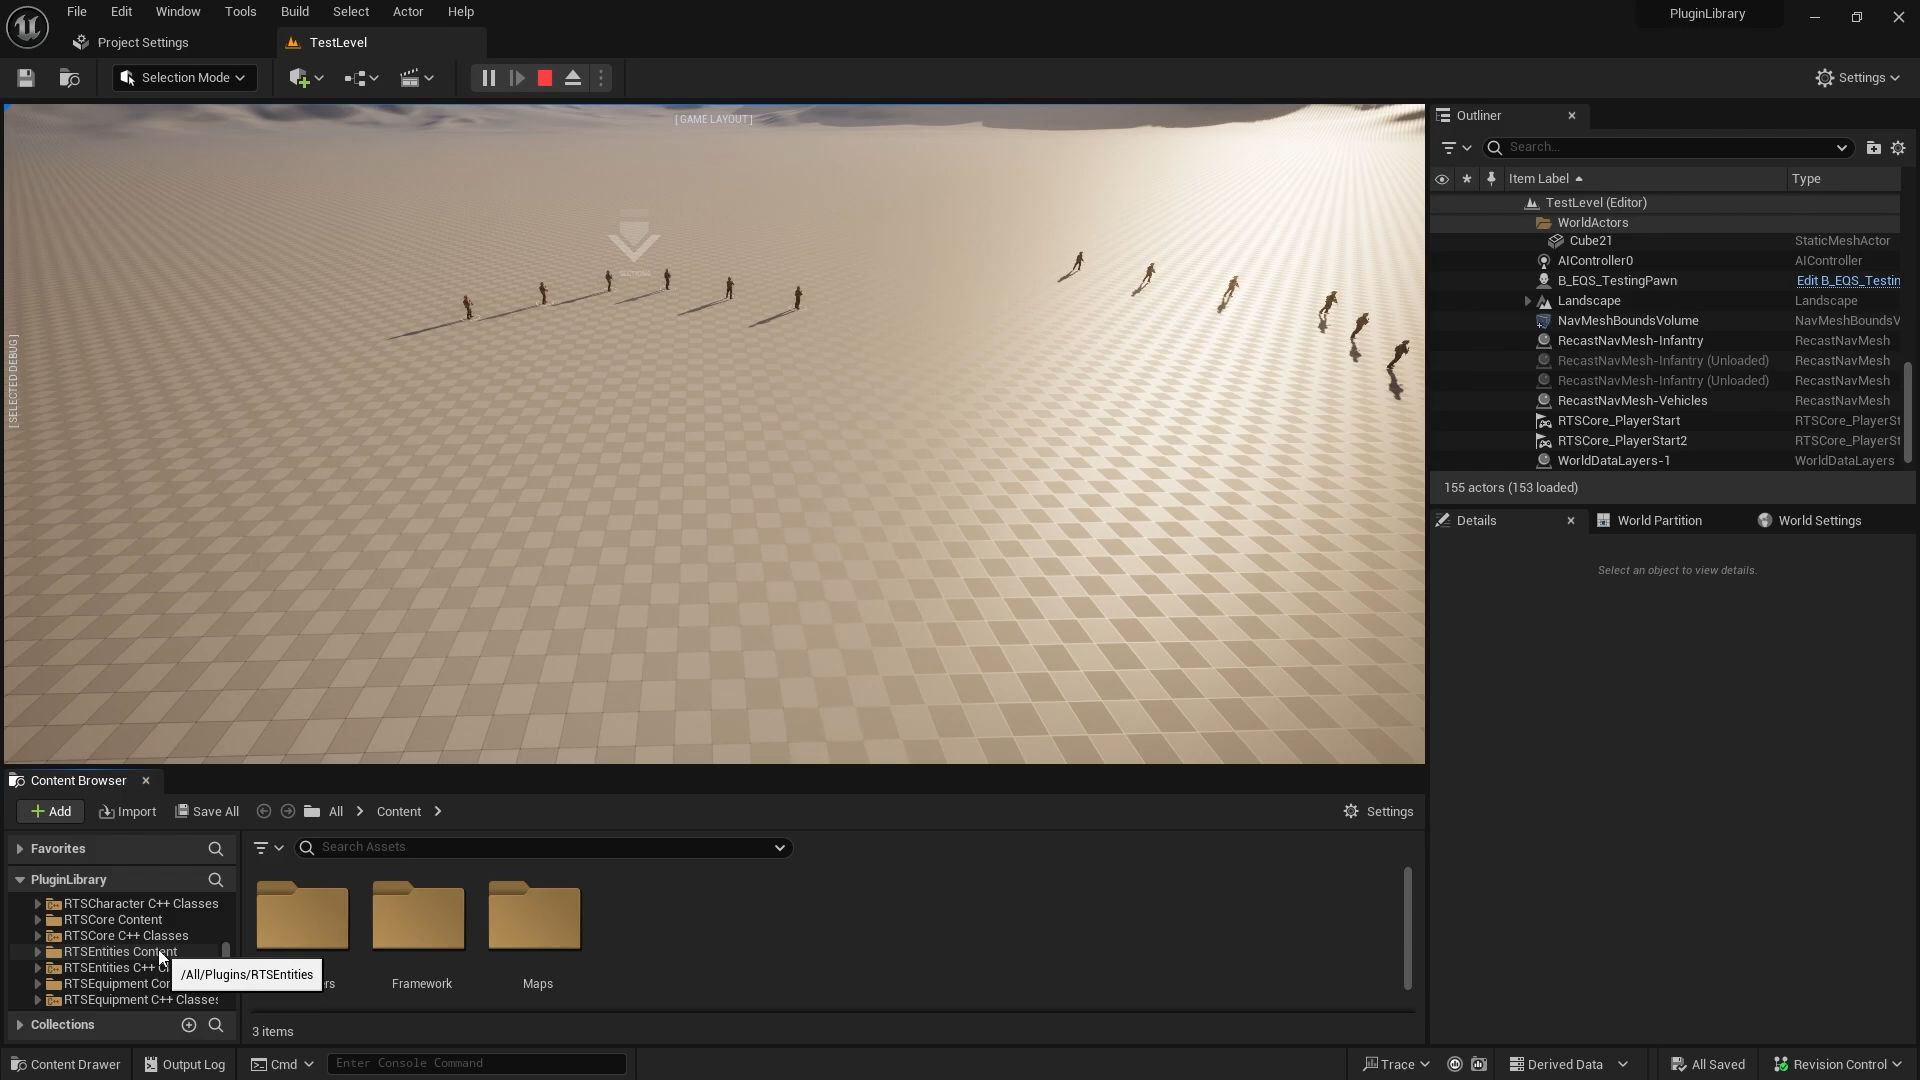 File Edit Window Tools Build Select Actor Help
PluginLibrary
Project Settings
TestLevel
Selection Mode
Settings
[ GAME LAYOUT ]
[ SELECTED DEBUG ]
Outliner
Search...
Item Label Type
TestLevel (Editor)
WorldActors
Cube21 StaticMeshActor
AIController0 AIController
B_EQS_TestingPawn Edit B_EQS_Testin
Landscape Landscape
NavMeshBoundsVolume NavMeshBoundsV
RecastNavMesh-Infantry RecastNavMesh
RecastNavMesh-Infantry (Unloaded) RecastNavMesh
RecastNavMesh-Infantry (Unloaded) RecastNavMesh
RecastNavMesh-Vehicles RecastNavMesh
RTSCore_PlayerStart RTSCore_PlayerSt
RTSCore_PlayerStart2 RTSCore_PlayerSt
WorldDataLayers-1 WorldDataLayers
155 actors (153 loaded)
Details World Partition World Settings
Select an object to view details.
Content Browser
Add Import Save All All Content Settings
Favorites
Search Assets
PluginLibrary
RTSCharacter C++ Classes
RTSCore Content
RTSCore C++ Classes
RTSEntities Content
RTSEntities C++ Cl
RTSEquipment Con
RTSEquipment C++ Classes
/All/Plugins/RTSEntities
rs Framework Maps
Collections
3 items
Content Drawer Output Log Cmd Enter Console Command Trace Derived Data All Saved Revision Control